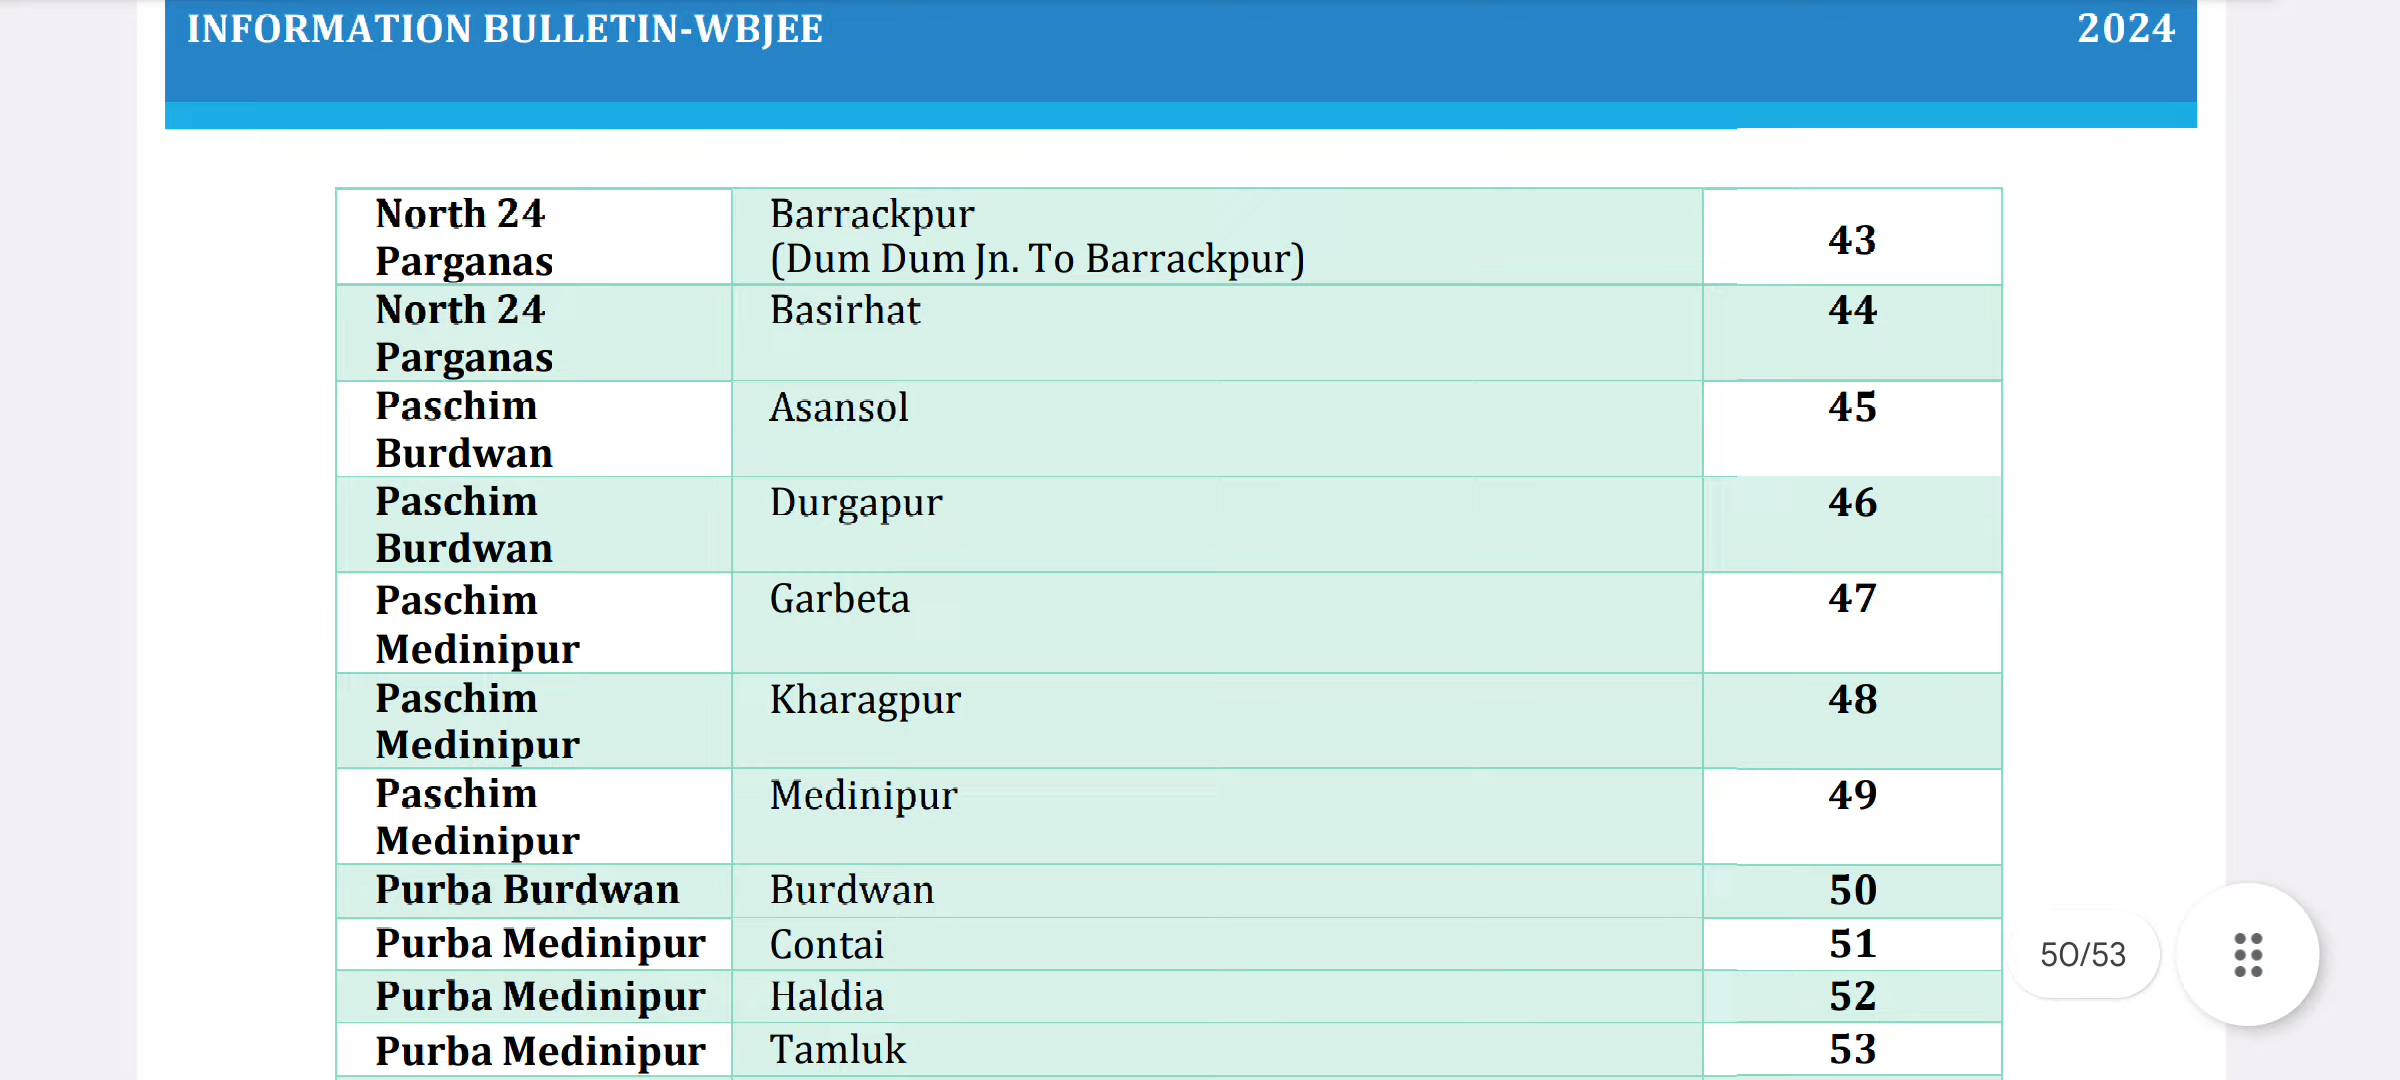 INFORMATION BULLETIN-WBJEE 2024
North 24 Barrackpur
Parganas (Dum Dum Jn. To Barrackpur) 43
North 24 Basirhat 44
Parganas
Paschim Asansol 45
Burdwan
Paschim Durgapur 46
Burdwan
Paschim Garbeta 47
Medinipur
Paschim Kharagpur 48
Medinipur
Paschim Medinipur 49
Medinipur
Purba Burdwan Burdwan 50
Purba Medinipur Contai 51
50/53
Purba Medinipur Haldia 52
Purba Medinipur Tamluk 53